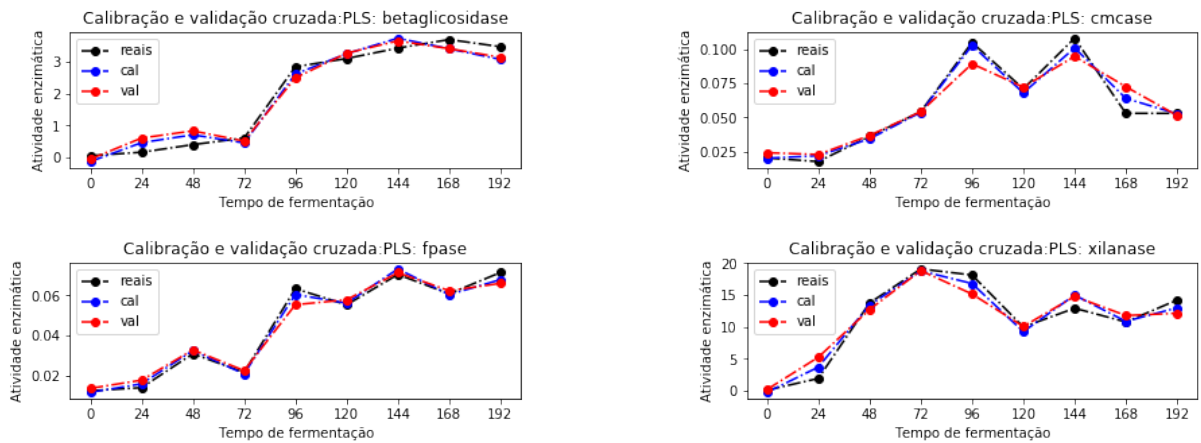 Calibração e validação cruzada:PLS: betaglicosidase
Atividade enzimática
3
2
1
0
reais
cal
val
0 24 48 72 96 120 144 168 192
Tempo de fermentação
Calibração e validação cruzada:PLS: cmcase
Atividade enzimática
0.100
0.075
0.050
0.025
reais
cal
val
0 24 48 72 96 120 144 168 192
Tempo de fermentação
Calibração e validação cruzada:PLS: fpase
Atividade enzimática
0.06
0.04
0.02
reais
cal
val
0 24 48 72 96 120 144 168 192
Tempo de fermentação
Calibração e validação cruzada:PLS: xilanase
Atividade enzimática
20
15
10
5
0
reais
cal
val
0 24 48 72 96 120 144 168 192
Tempo de fermentação